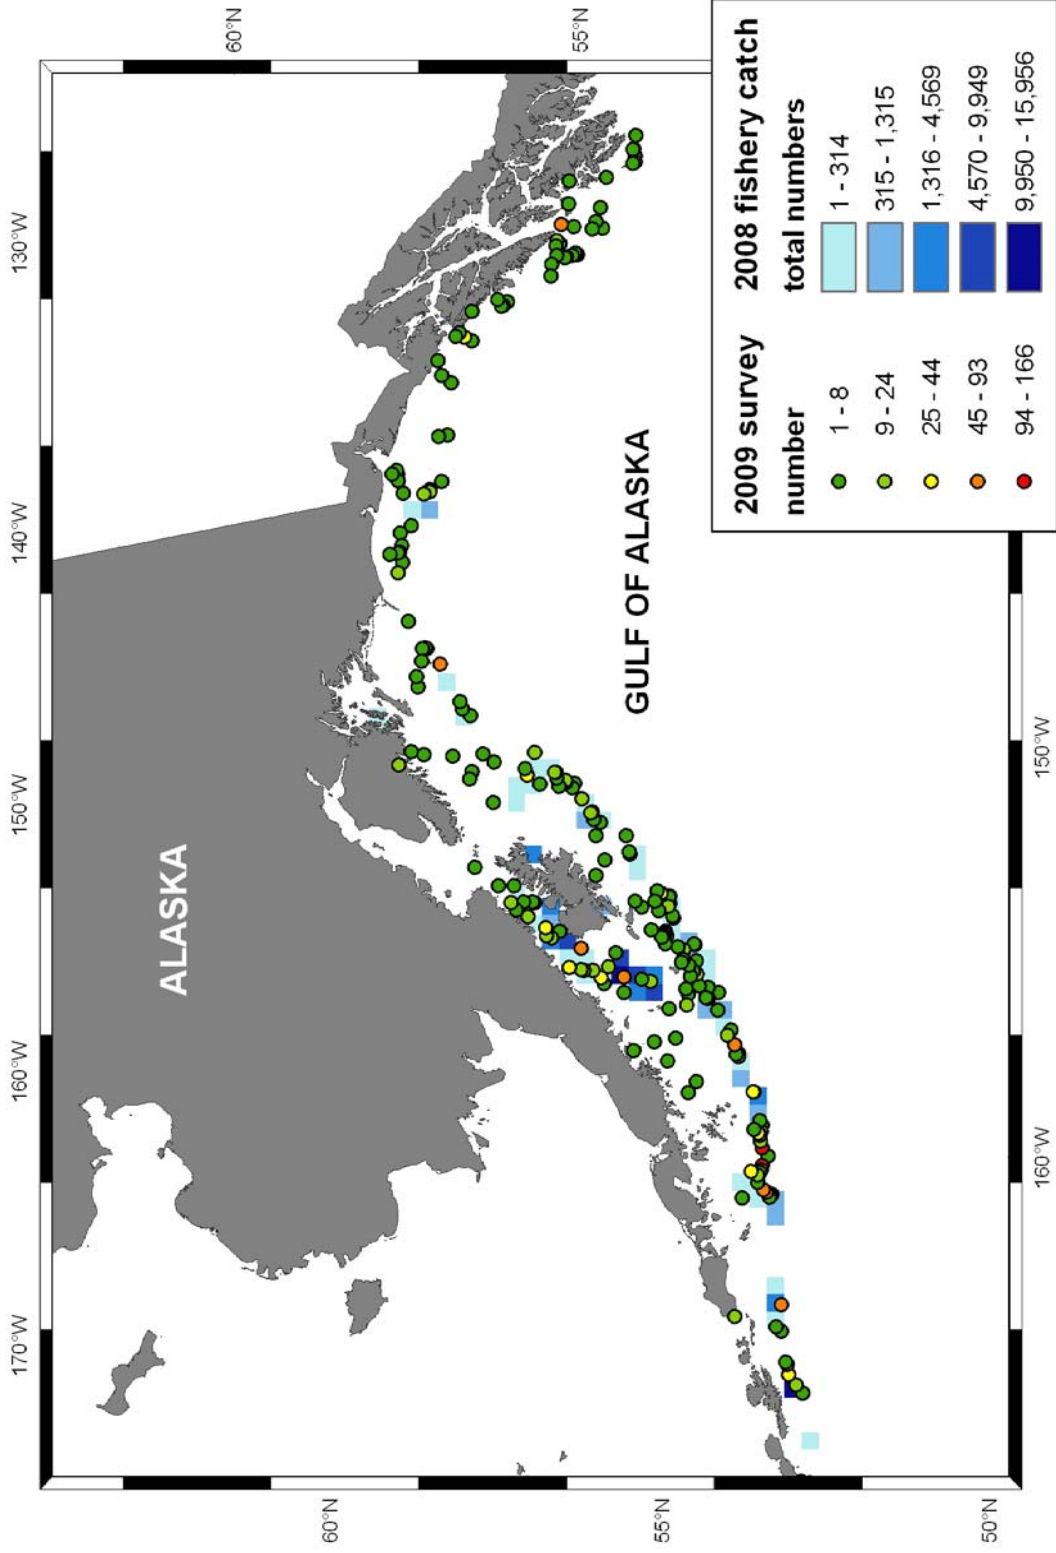 170°W
160°W
150°W
140°W
130°W
60°N
55°N
ALASKA
GULF OF ALASKA
60°N
55°N
50°N
160°W
150°W
2009 survey
number
1 - 8
9 - 24
25 - 44
45 - 93
94 - 166
2008 fishery catch
total numbers
1 - 314
315 - 1,315
1,316 - 4,569
4,570 - 9,949
9,950 - 15,956